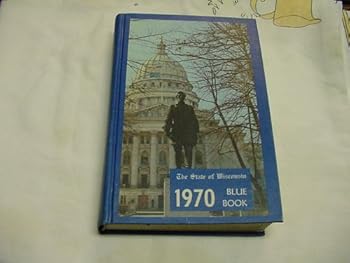 The State of Wisconsin
1970 BLUE
BOOK